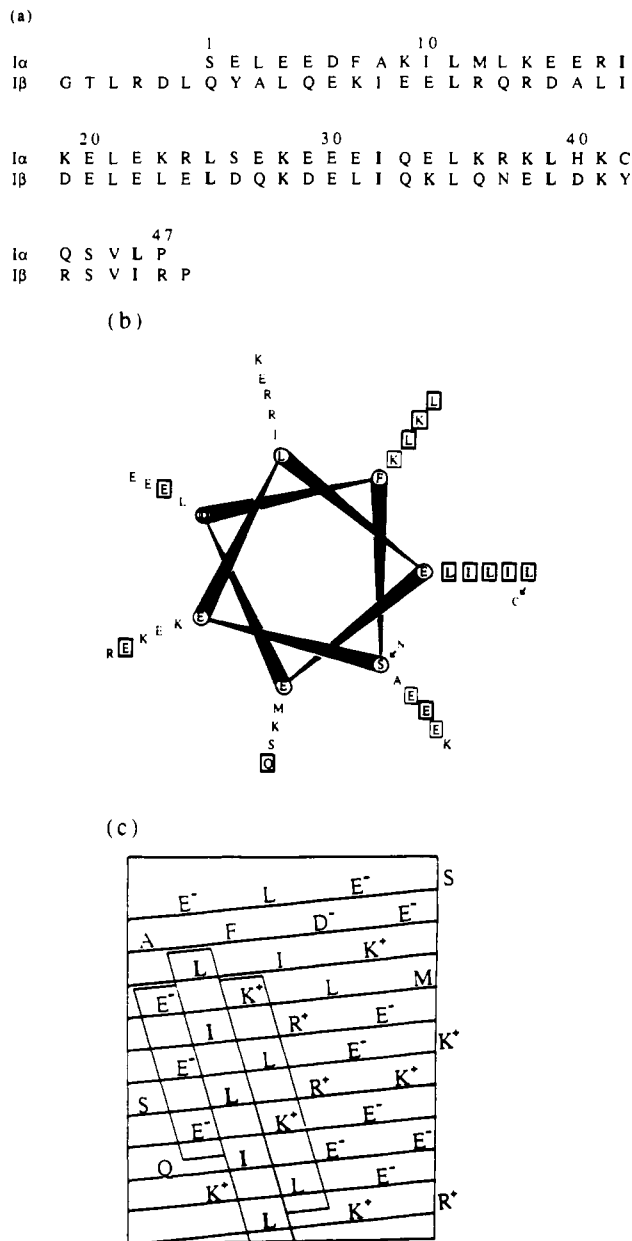 (a)
1 10
Iα S E L E E D F A K I L M L K E E R I
Iβ G T L R D L Q Y A L Q E K I E E L R Q R D A L I
20 30 40
Iα K E L E K R L S E K E E E I Q E L K R K L H K C
Iβ D E L E L E L D Q K D E L I Q K L Q N E L D K Y
47
Iα Q S V L P
Iβ R S V I R P
(b)
K
E
R
R
I
L
L
K
L
K
F
E E E L
E L I L I L
C
R E K E K E
N
S
A
E
E
E
K
E
M
K
S
Q
(c)
E⁻ L E⁻ S
A F D⁻ E⁻
L I K⁺
E⁻ K⁺ L M
I R⁺ E⁻
E⁻ L E⁻ K⁺
S L R⁺ K⁺
E⁻ K⁺ E⁻
Q I E⁻ E⁻
K⁺ L E⁻
L K⁺ R⁺